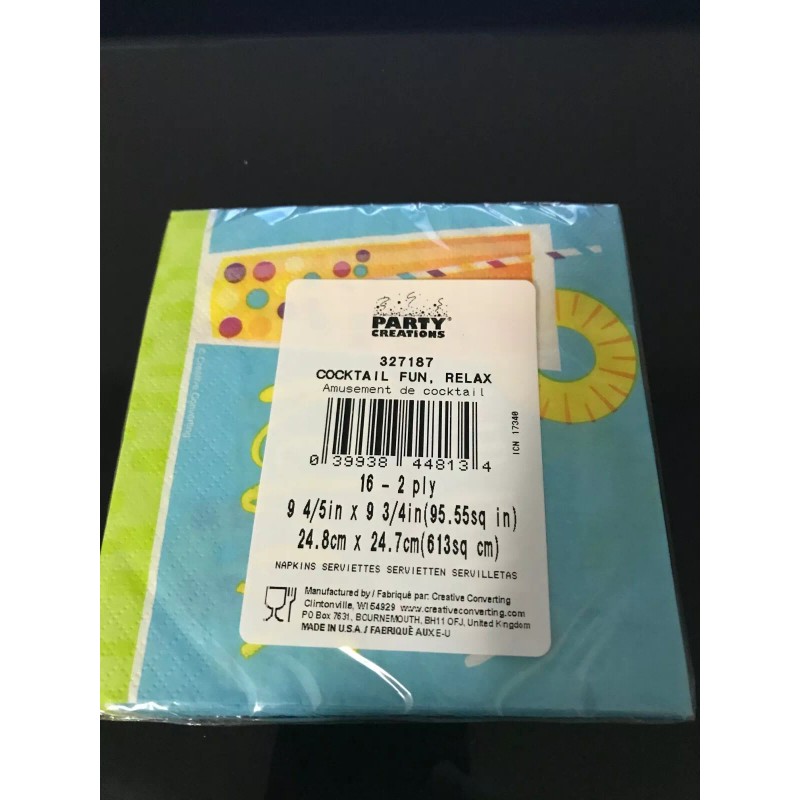 PARTY
CREATIONS
327187
COCKTAIL FUN, RELAX
Amusement de cocktail
0 39938 44813 4
ICN 17340
16 - 2 ply
9 4/5in x 9 3/4in(95.55sq in)
24.8cm x 24.7cm(613sq cm)
NAPKINS SERVIETTES SERVIETTEN SERVILLETAS
Manufactured by / Fabriqué par: Creative Converting
Clintonville, WI 54929 www.creativeconverting.com
PO Box 7631, BOURNEMOUTH, BH11 OFJ, United Kingdom
MADE IN U.S.A. / FABRIQUÉ AUX E-U
© Creative Converting